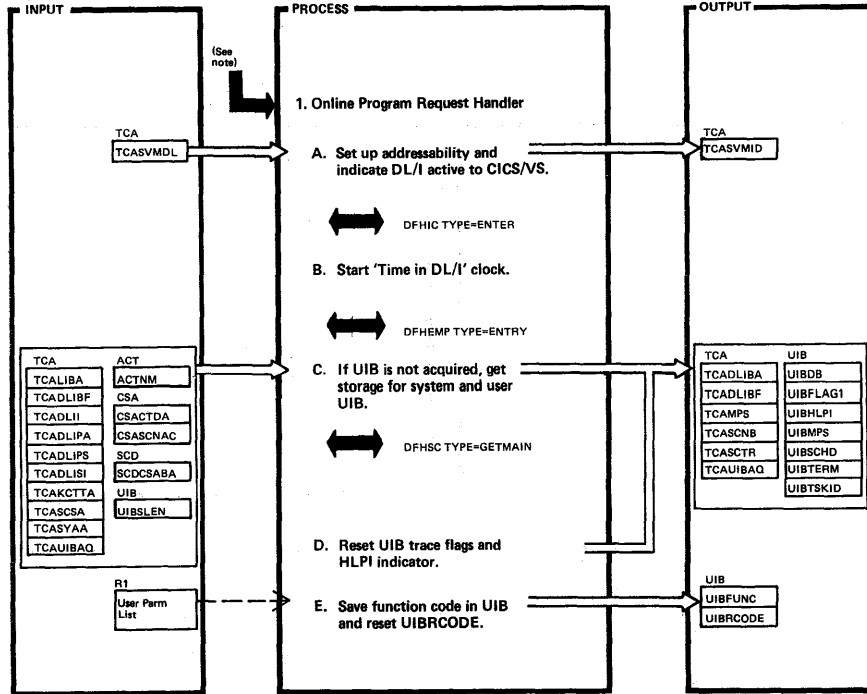 INPUT
PROCESS
OUTPUT
(See
note)
1. Online Program Request Handler
TCA
TCASVMDL
A. Set up addressability and
indicate DL/I active to CICS/VS.
TCA
TCASVMID
DFHIC TYPE=ENTER
B. Start 'Time in DL/I' clock.
DFHEMP TYPE=ENTRY
TCA
TCALIBA
TCADLIBF
TCADLII
TCADLIPA
TCADLIPS
TCADLISI
TCAKCTTA
TCASCSA
TCASYAA
TCAUIBAO
ACT
ACTNM
CSA
CSACTDA
CSASCNAC
SCD
SCDCSABA
UIB
UIBSLEN
C. If UIB is not acquired, get
storage for system and user
UIB.
DFHSC TYPE=GETMAIN
TCA
TCADLIBA
TCADLIBF
TCAMPS
TCASCNB
TCASCTR
TCAUIBAQ
UIB
UIBDB
UIBFLAG1
UIBHLPI
UIBMPS
UIBSCHD
UIBTERM
UIBTSKID
D. Reset UIB trace flags and
HLPI indicator.
R1
User Parm
List
E. Save function code in UIB
and reset UIBRCODE.
UIB
UIBFUNC
UIBRCODE